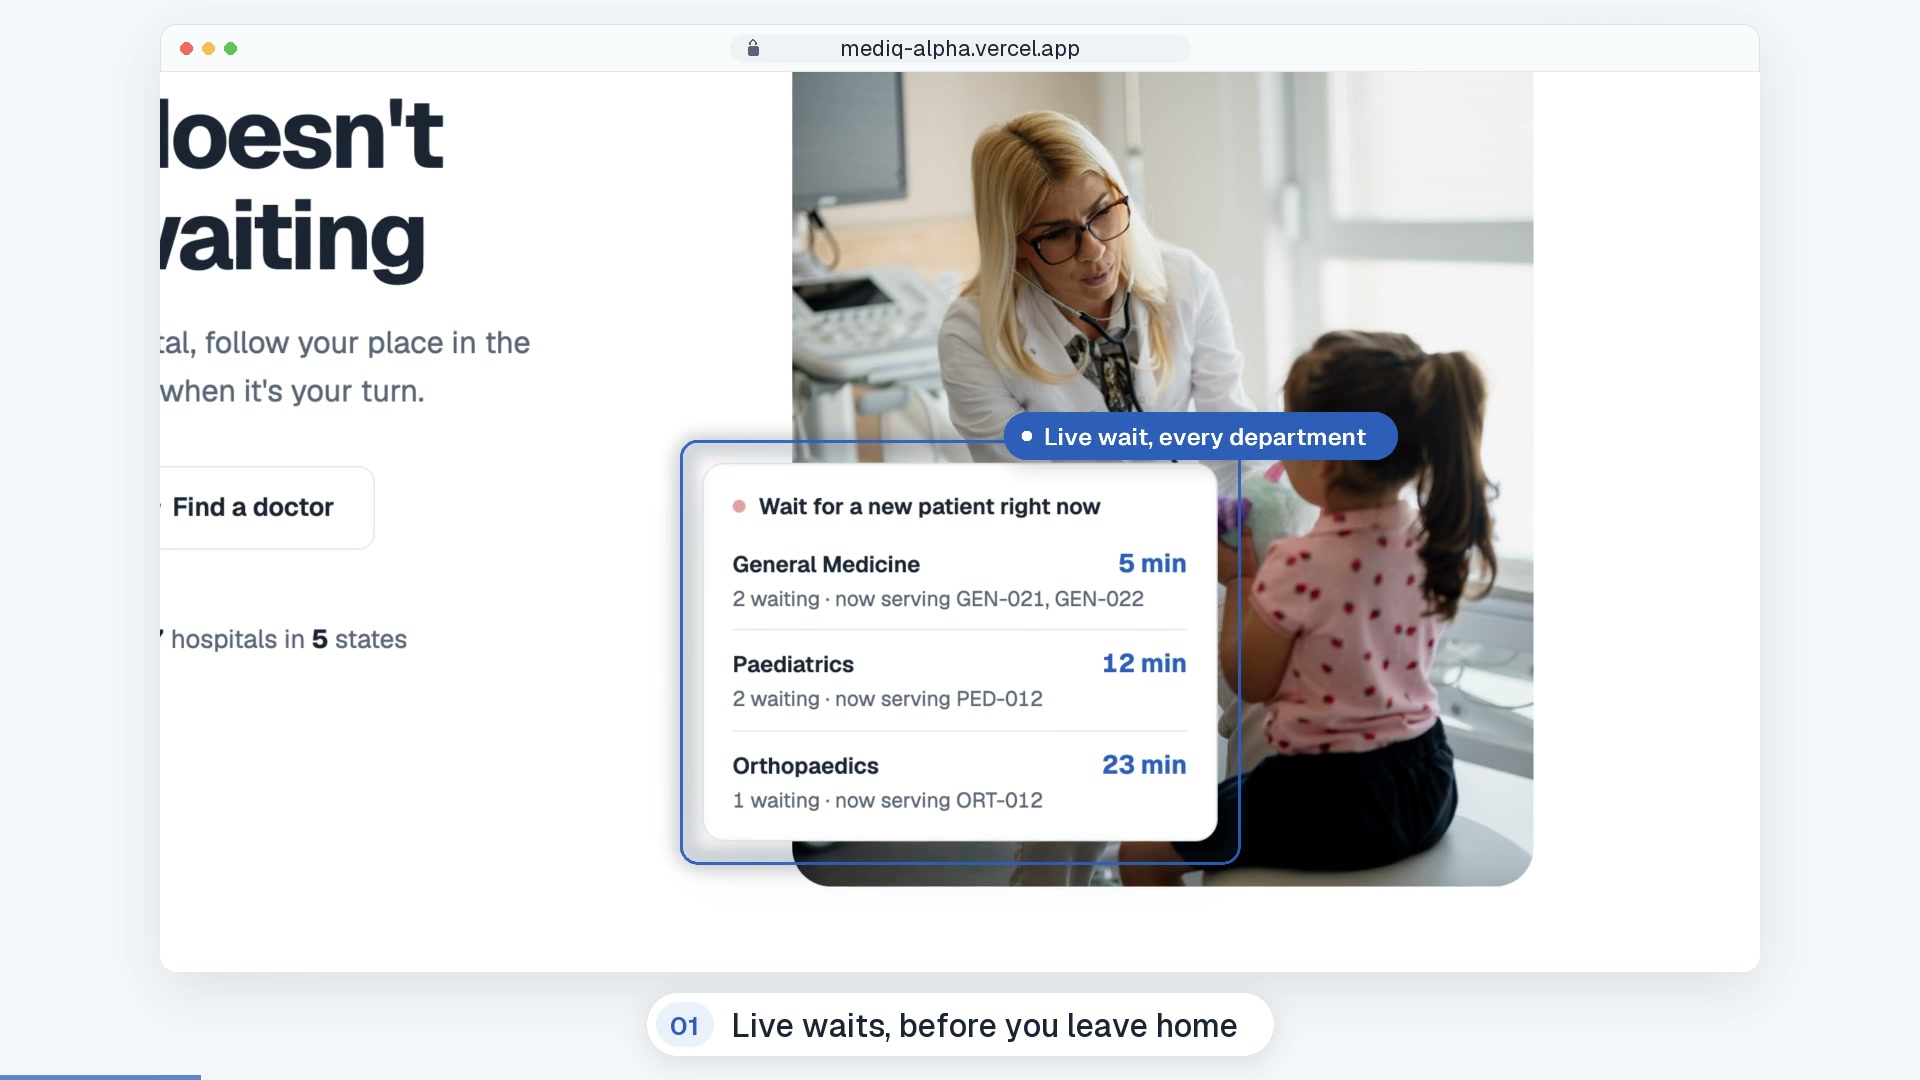 mediq-alpha.vercel.app
doesn't
waiting
tal, follow your place in the
when it's your turn.
Find a doctor
hospitals in 5 states
Live wait, every department
Wait for a new patient right now
General Medicine 5 min
2 waiting · now serving GEN-021, GEN-022
Paediatrics 12 min
2 waiting · now serving PED-012
Orthopaedics 23 min
1 waiting · now serving ORT-012
01 Live waits, before you leave home